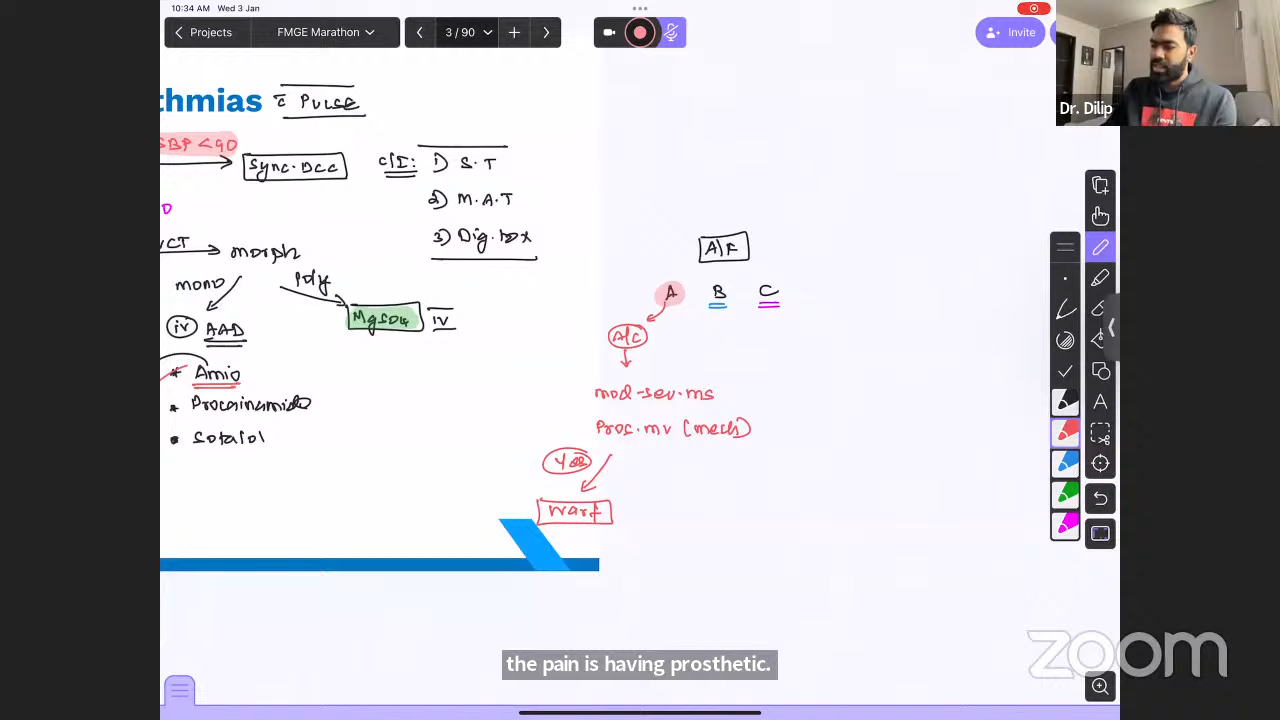 10:34 AM Wed 3 Jan
Projects
FMGE Marathon
3 / 90
Invite
Dr. Dilip
thmias
c̄ Pulse
SBP <90
Sync. DCC
C/I: 1) S.T
2) M.A.T
3) Dig. tox
VCT
morph
mono
Poly
MgSO4 IV
IV AAD
* Amio
* Procainamide
* Sotalol
A/F
A B C
A/C
mod-sev. ms
Pros. mv (mech)
Yes
Warf
the pain is having prosthetic.
zoom